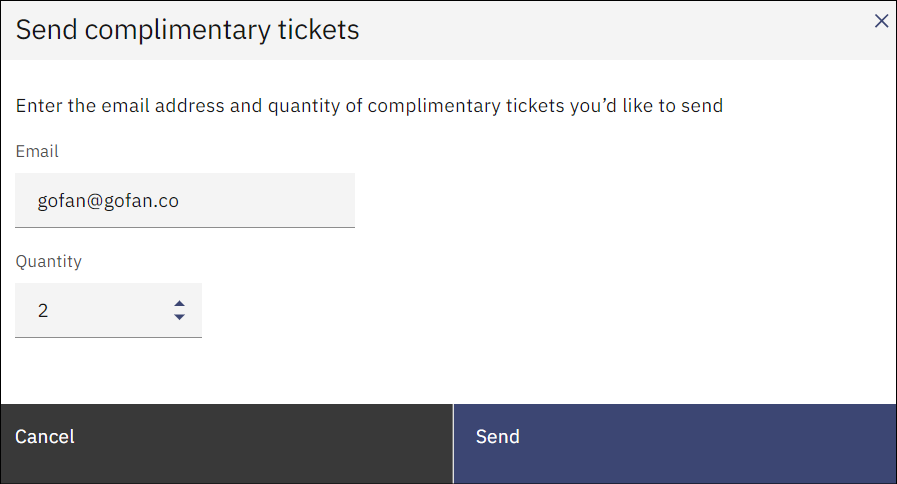 Send complimentary tickets
Enter the email address and quantity of complimentary tickets you’d like to send
Email
gofan@gofan.co
Quantity
2
Cancel
Send